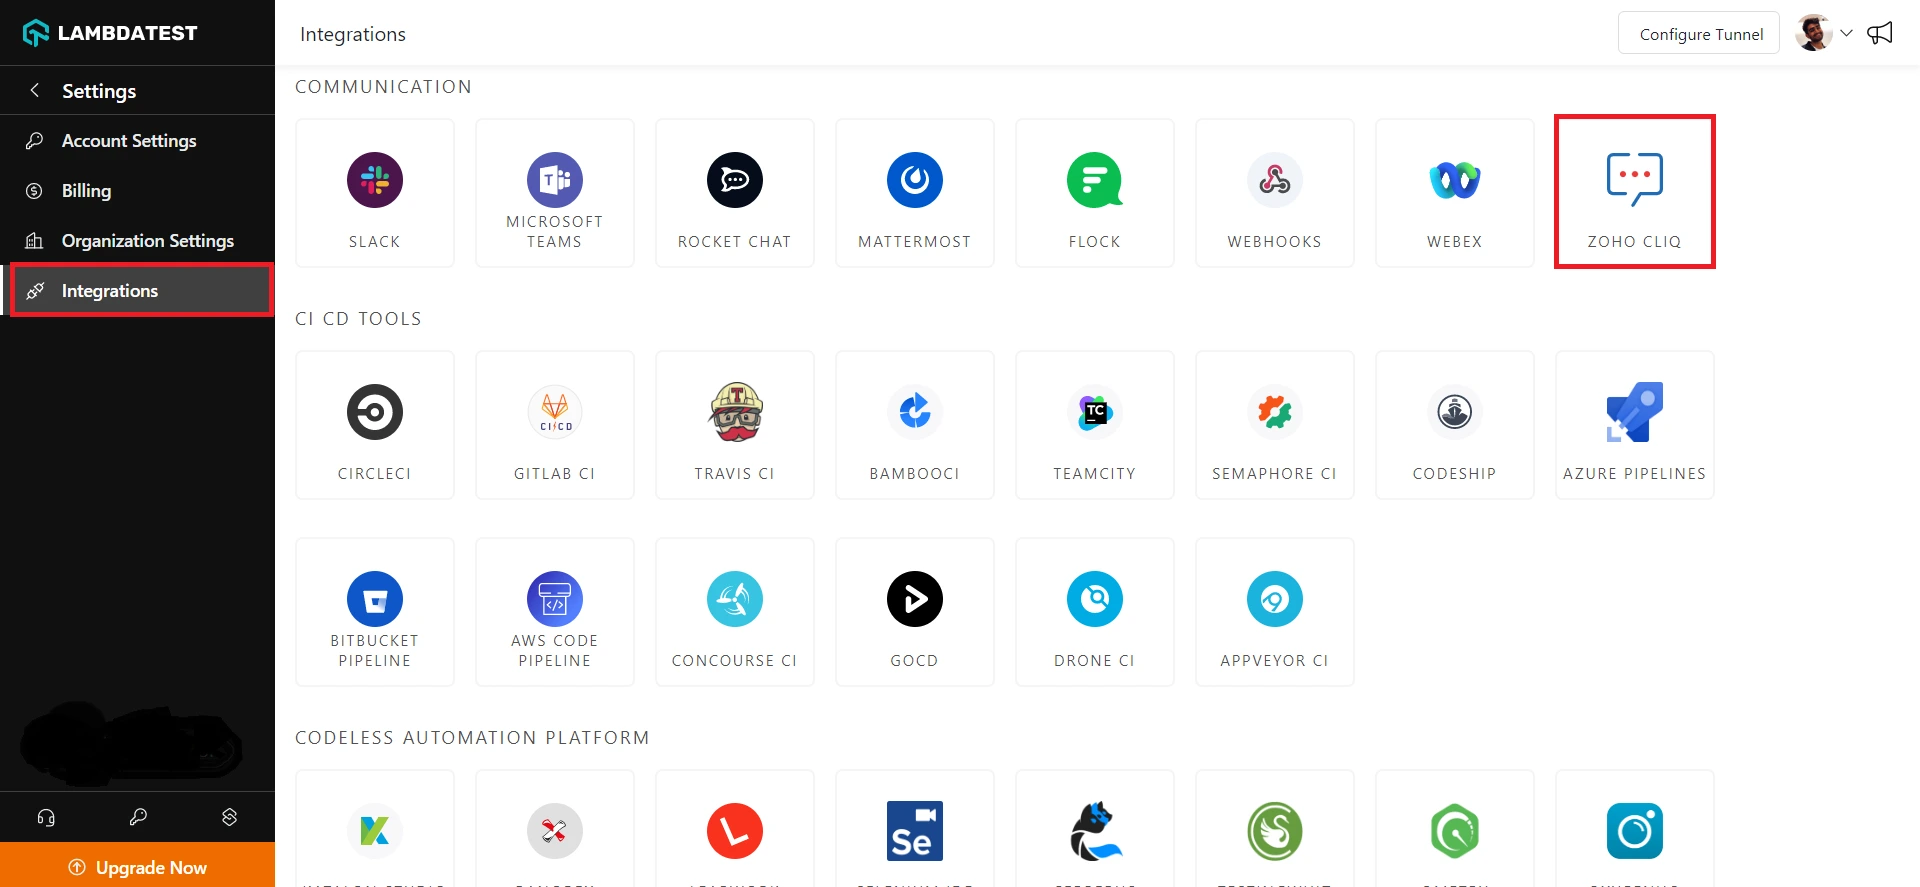 LAMBDATEST
Settings
Account Settings
Billing
Organization Settings
Integrations
Upgrade Now
Integrations
Configure Tunnel
COMMUNICATION
SLACK
MICROSOFT
TEAMS
ROCKET CHAT
MATTERMOST
FLOCK
WEBHOOKS
WEBEX
ZOHO CLIQ
CI CD TOOLS
CIRCLECI
CI CD
GITLAB CI
T
TRAVIS CI
BAMBOOCI
TC
TEAMCITY
SEMAPHORE CI
CODESHIP
AZURE PIPELINES
BITBUCKET
PIPELINE
AWS CODE
PIPELINE
CONCOURSE CI
GOCD
DRONE CI
APPVEYOR CI
CODELESS AUTOMATION PLATFORM
Se